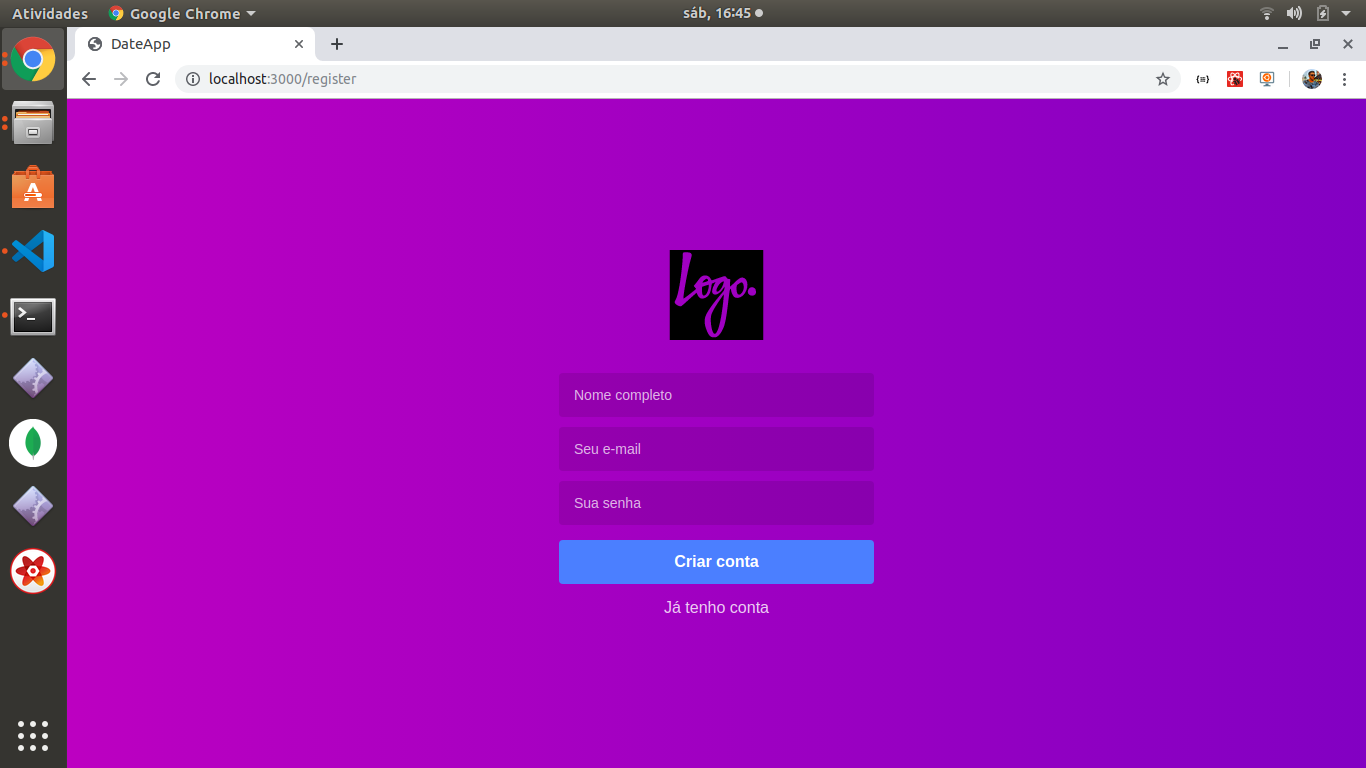 Atividades
Google Chrome
sáb, 16:45
DateApp
localhost:3000/register
Logo.
Nome completo
Seu e-mail
Sua senha
Criar conta
Já tenho conta